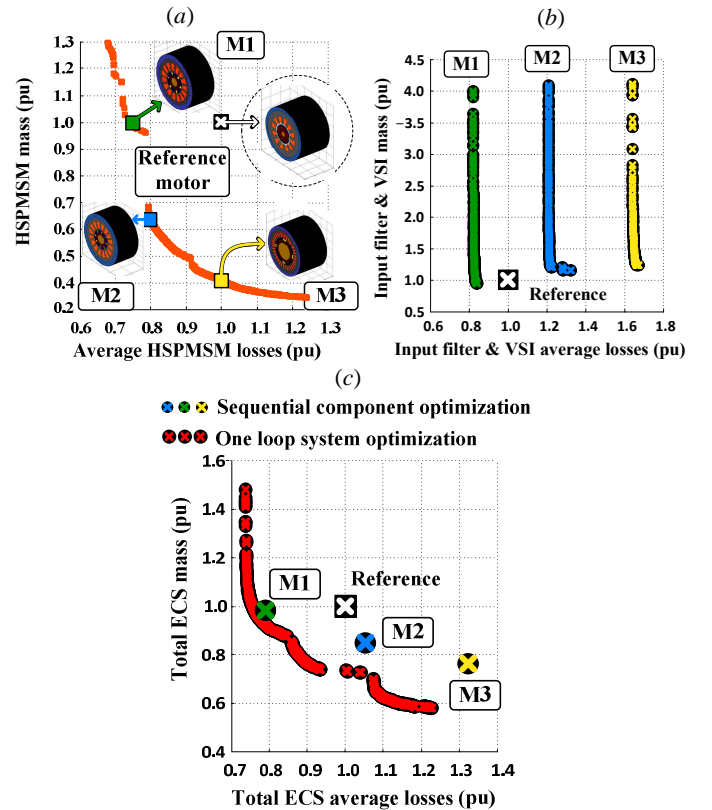 (a)
HSPMSM mass (pu)
1.3
1.2
1.1
1.0
0.9
0.8
0.7
0.6
0.5
0.4
0.3
0.2
M1
Reference
motor
M2
M3
0.6 0.7 0.8 0.9 1.0 1.1 1.2 1.3
Average HSPMSM losses (pu)
(b)
Input filter & VSI mass (pu)
4.5
4.0
3.5
3.0
2.5
2.0
1.5
1.0
0.5
M1
M2
M3
Reference
0.6 0.8 1.0 1.2 1.4 1.6 1.8
Input filter & VSI average losses (pu)
(c)
Sequential component optimization
One loop system optimization
Total ECS mass (pu)
1.6
1.4
1.2
1.0
0.8
0.6
0.4
M1
Reference
M2
M3
0.7 0.8 0.9 1.0 1.1 1.2 1.3 1.4
Total ECS average losses (pu)